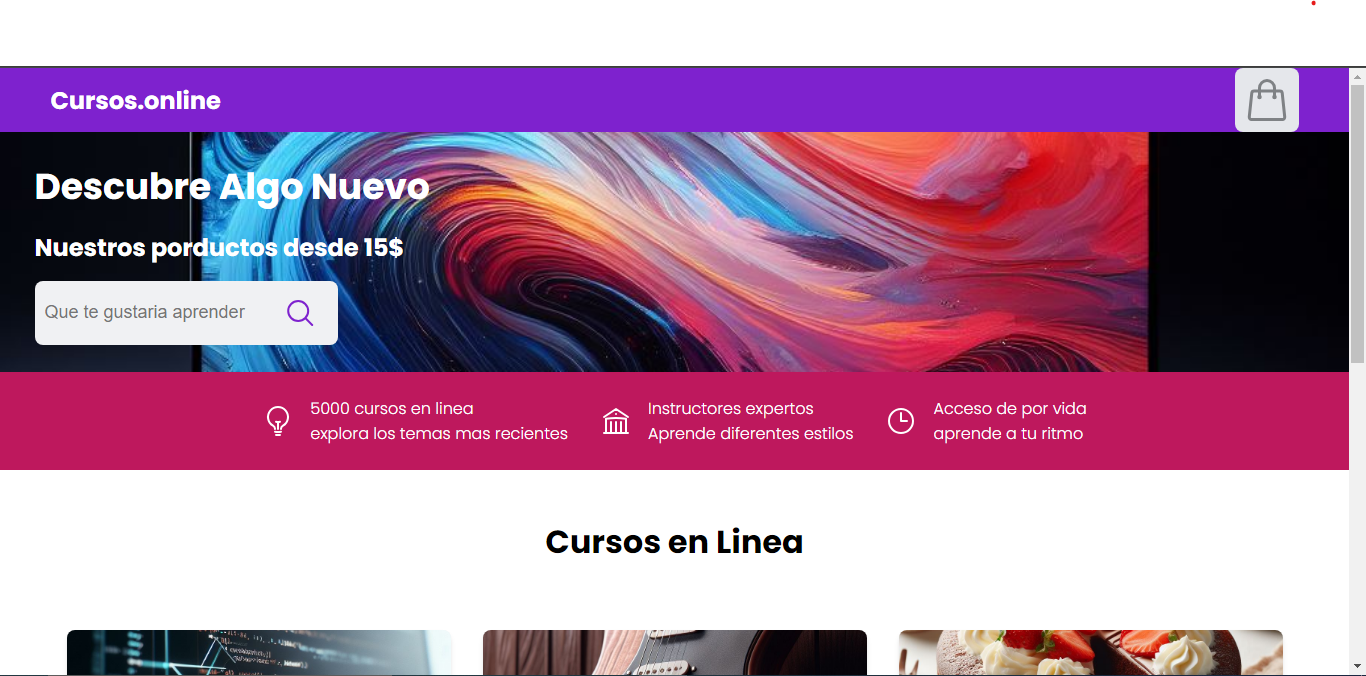 Cursos.online
Descubre Algo Nuevo
Nuestros porductos desde 15$
Que te gustaria aprender
5000 cursos en linea
explora los temas mas recientes
Instructores expertos
Aprende diferentes estilos
Acceso de por vida
aprende a tu ritmo
Cursos en Linea